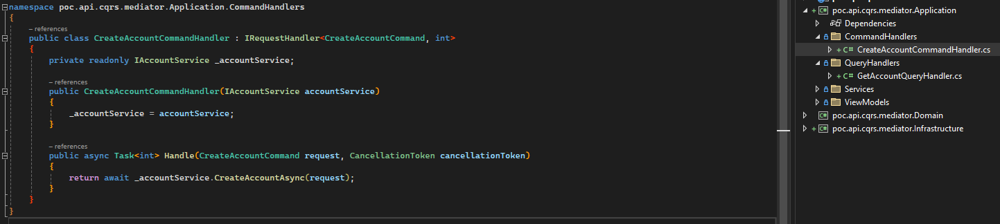 namespace poc.api.cqrs.mediator.Application.CommandHandlers
{
– references
public class CreateAccountCommandHandler : IRequestHandler<CreateAccountCommand, int>
{
private readonly IAccountService _accountService;
– references
public CreateAccountCommandHandler(IAccountService accountService)
{
_accountService = accountService;
}
– references
public async Task<int> Handle(CreateAccountCommand request, CancellationToken cancellationToken)
{
return await _accountService.CreateAccountAsync(request);
}
}
}
poc.api.cqrs.mediator.Application
Dependencies
CommandHandlers
C# CreateAccountCommandHandler.cs
QueryHandlers
C# GetAccountQueryHandler.cs
Services
ViewModels
C# poc.api.cqrs.mediator.Domain
C# poc.api.cqrs.mediator.Infrastructure